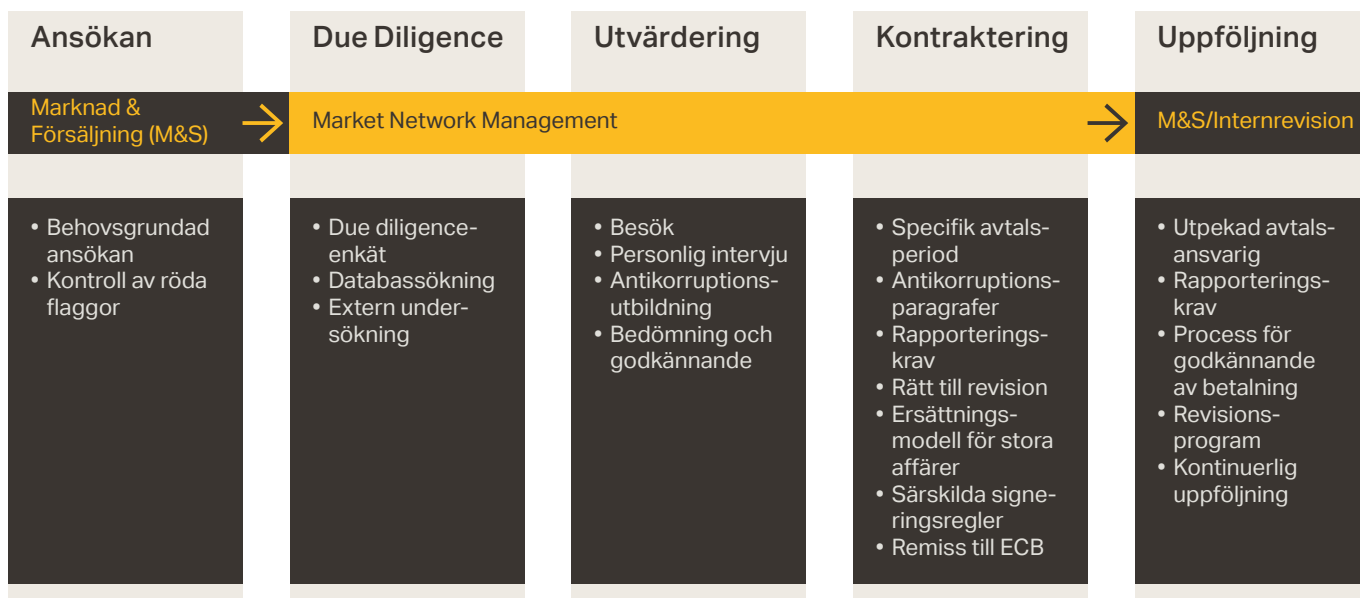 Ansökan
Due Diligence
Utvärdering
Kontraktering
Uppföljning
Marknad &
Försäljning (M&S)
Market Network Management
M&S/Internrevision
• Behovsgrundad
ansökan
• Kontroll av röda
flaggor
• Due diligence-
enkät
• Databassökning
• Extern under-
sökning
• Besök
• Personlig intervju
• Antikorruptions-
utbildning
• Bedömning och
godkännande
• Specifik avtals-
period
• Antikorruptions-
paragrafer
• Rapporterings-
krav
• Rätt till revision
• Ersättnings-
modell för stora
affärer
• Särskilda signe-
ringsregler
• Remiss till ECB
• Utpekad avtals-
ansvarig
• Rapporterings-
krav
• Process för
godkännande
av betalning
• Revisions-
program
• Kontinuerlig
uppföljning